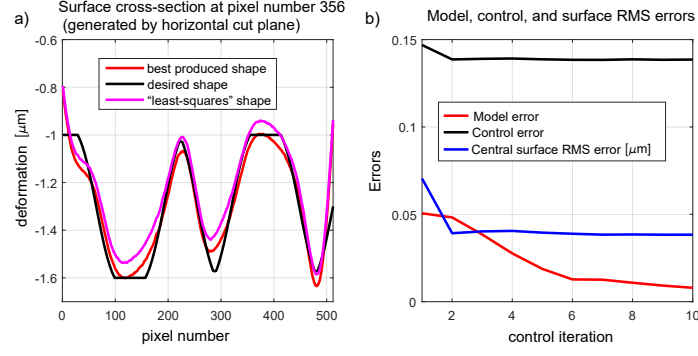 a)
Surface cross-section at pixel number 356
(generated by horizontal cut plane)
-0.6
-0.8
-1
-1.2
-1.4
-1.6
deformation [μm]
best produced shape
desired shape
"least-squares" shape
0
100
200
300
400
500
pixel number
b)
Model, control, and surface RMS errors
0.15
0.1
0.05
0
Errors
Model error
Control error
Central surface RMS error [μm]
2
4
6
8
10
control iteration